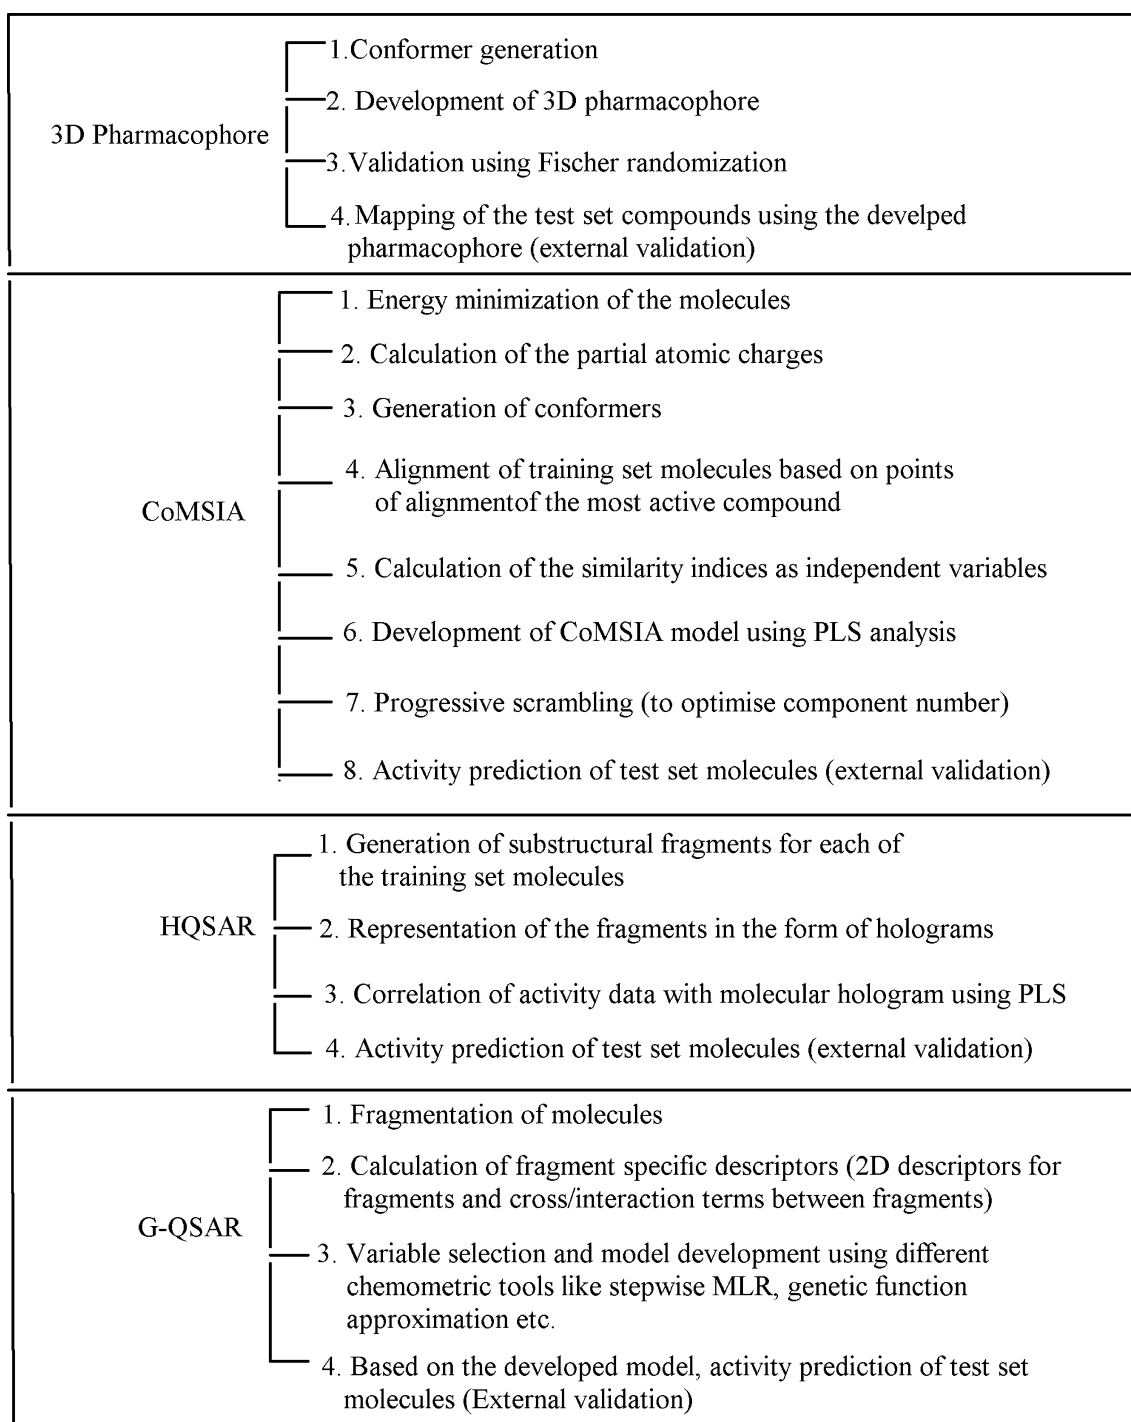 1.Conformer generation
2. Development of 3D pharmacophore
3D Pharmacophore
3.Validation using Fischer randomization
4. Mapping of the test set compounds using the develped
pharmacophore (external validation)
1. Energy minimization of the molecules
2. Calculation of the partial atomic charges
3. Generation of conformers
4. Alignment of training set molecules based on points
of alignmentof the most active compound
CoMSIA
5. Calculation of the similarity indices as independent variables
6. Development of CoMSIA model using PLS analysis
7. Progressive scrambling (to optimise component number)
8. Activity prediction of test set molecules (external validation)
1. Generation of substructural fragments for each of
the training set molecules
HQSAR
2. Representation of the fragments in the form of holograms
3. Correlation of activity data with molecular hologram using PLS
4. Activity prediction of test set molecules (external validation)
1. Fragmentation of molecules
2. Calculation of fragment specific descriptors (2D descriptors for
fragments and cross/interaction terms between fragments)
G-QSAR
3. Variable selection and model development using different
chemometric tools like stepwise MLR, genetic function
approximation etc.
4. Based on the developed model, activity prediction of test set
molecules (External validation)